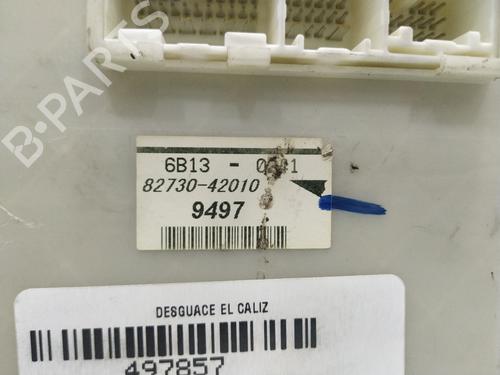 B-PARTS
6B13 -
82730-42010
9497
DESGUACE EL CALIZ
497857